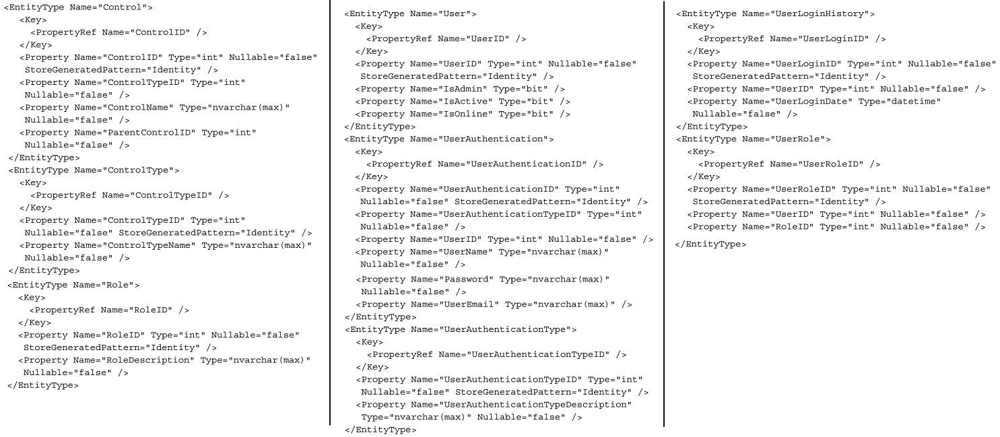 <EntityType Name="Control">
<Key>
<PropertyRef Name="ControlID" />
</Key>
<Property Name="ControlID" Type="int" Nullable="false"
StoreGeneratedPattern="Identity" />
<Property Name="ControlTypeID" Type="int"
Nullable="false" />
<Property Name="ControlName" Type="nvarchar(max)"
Nullable="false" />
<Property Name="ParentControlID" Type="int"
Nullable="false" />
</EntityType>
<EntityType Name="ControlType">
<Key>
<PropertyRef Name="ControlTypeID" />
</Key>
<Property Name="ControlTypeID" Type="int"
Nullable="false" StoreGeneratedPattern="Identity" />
<Property Name="ControlTypeName" Type="nvarchar(max)"
Nullable="false" />
</EntityType>
<EntityType Name="Role">
<Key>
<PropertyRef Name="RoleID" />
</Key>
<Property Name="RoleID" Type="int" Nullable="false"
StoreGeneratedPattern="Identity" />
<Property Name="RoleDescription" Type="nvarchar(max)"
Nullable="false" />
</EntityType>
<EntityType Name="User">
<Key>
<PropertyRef Name="UserID" />
</Key>
<Property Name="UserID" Type="int" Nullable="false"
StoreGeneratedPattern="Identity" />
<Property Name="IsAdmin" Type="bit" />
<Property Name="IsActive" Type="bit" />
<Property Name="IsOnline" Type="bit" />
</EntityType>
<EntityType Name="UserAuthentication">
<Key>
<PropertyRef Name="UserAuthenticationID" />
</Key>
<Property Name="UserAuthenticationID" Type="int"
Nullable="false" StoreGeneratedPattern="Identity" />
<Property Name="UserAuthenticationTypeID" Type="int"
Nullable="false" />
<Property Name="UserID" Type="int" Nullable="false" />
<Property Name="UserName" Type="nvarchar(max)"
Nullable="false" />
<Property Name="Password" Type="nvarchar(max)"
Nullable="false" />
<Property Name="UserEmail" Type="nvarchar(max)" />
</EntityType>
<EntityType Name="UserAuthenticationType">
<Key>
<PropertyRef Name="UserAuthenticationTypeID" />
</Key>
<Property Name="UserAuthenticationTypeID" Type="int"
Nullable="false" StoreGeneratedPattern="Identity" />
<Property Name="UserAuthenticationTypeDescription"
Type="nvarchar(max)" Nullable="false" />
</EntityType>
<EntityType Name="UserLoginHistory">
<Key>
<PropertyRef Name="UserLoginID" />
</Key>
<Property Name="UserLoginID" Type="int" Nullable="false"
StoreGeneratedPattern="Identity" />
<Property Name="UserID" Type="int" Nullable="false" />
<Property Name="UserLoginDate" Type="datetime"
Nullable="false" />
</EntityType>
<EntityType Name="UserRole">
<Key>
<PropertyRef Name="UserRoleID" />
</Key>
<Property Name="UserRoleID" Type="int" Nullable="false"
StoreGeneratedPattern="Identity" />
<Property Name="UserID" Type="int" Nullable="false" />
<Property Name="RoleID" Type="int" Nullable="false" />
</EntityType>